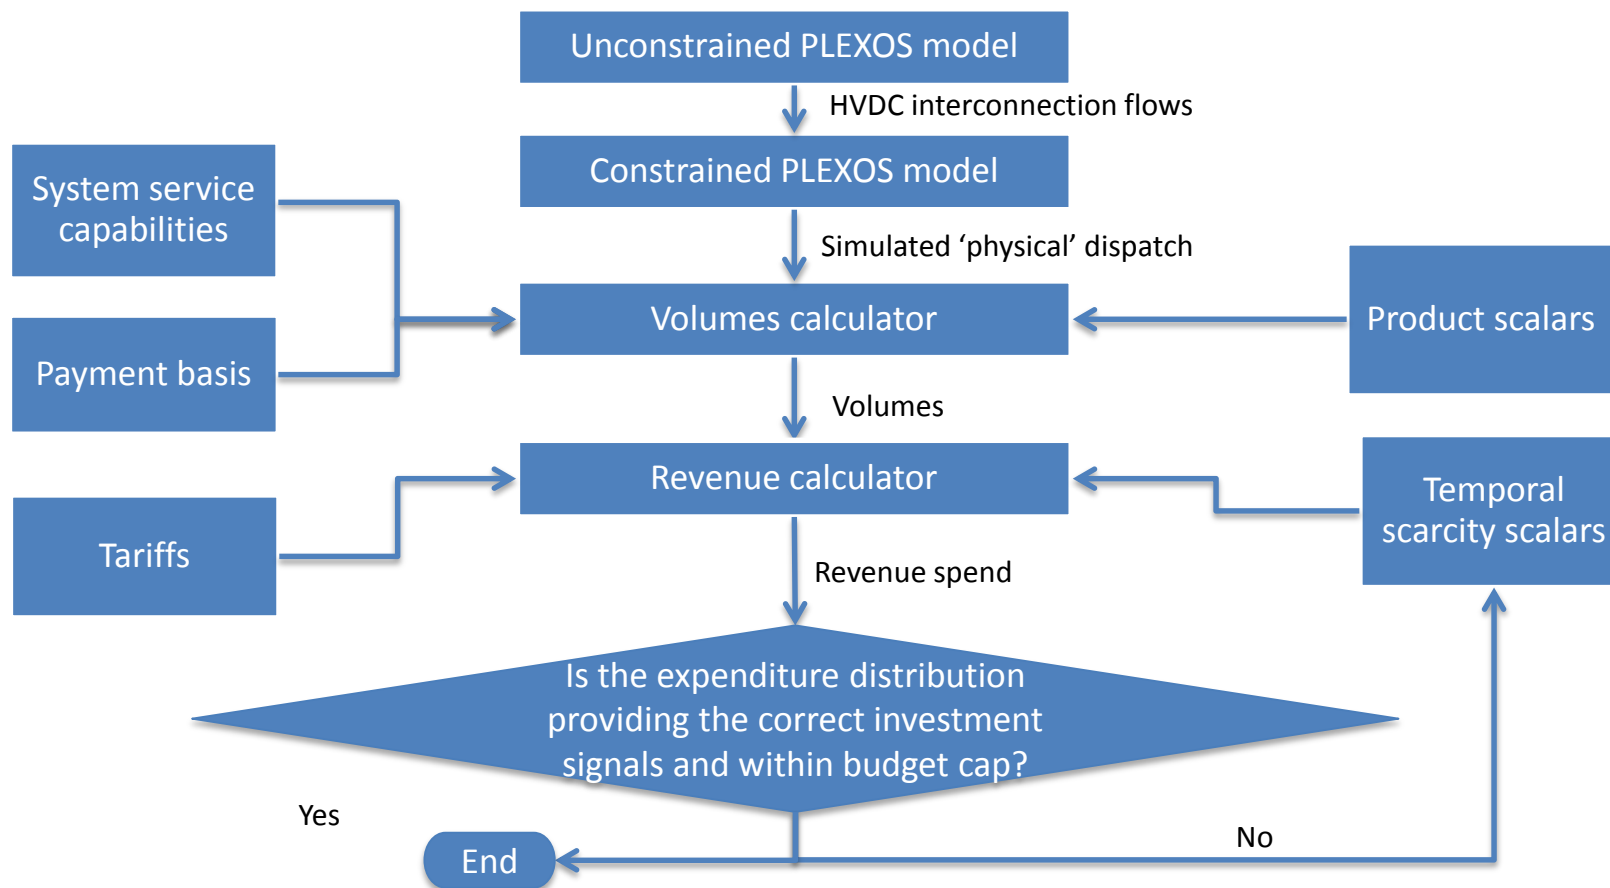 Unconstrained PLEXOS model
HVDC interconnection flows
Constrained PLEXOS model
System service
capabilities
Simulated ‘physical’ dispatch
Volumes calculator
Product scalars
Payment basis
Volumes
Revenue calculator
Temporal
scarcity scalars
Tariffs
Revenue spend
Is the expenditure distribution
providing the correct investment
signals and within budget cap?
Yes
No
End